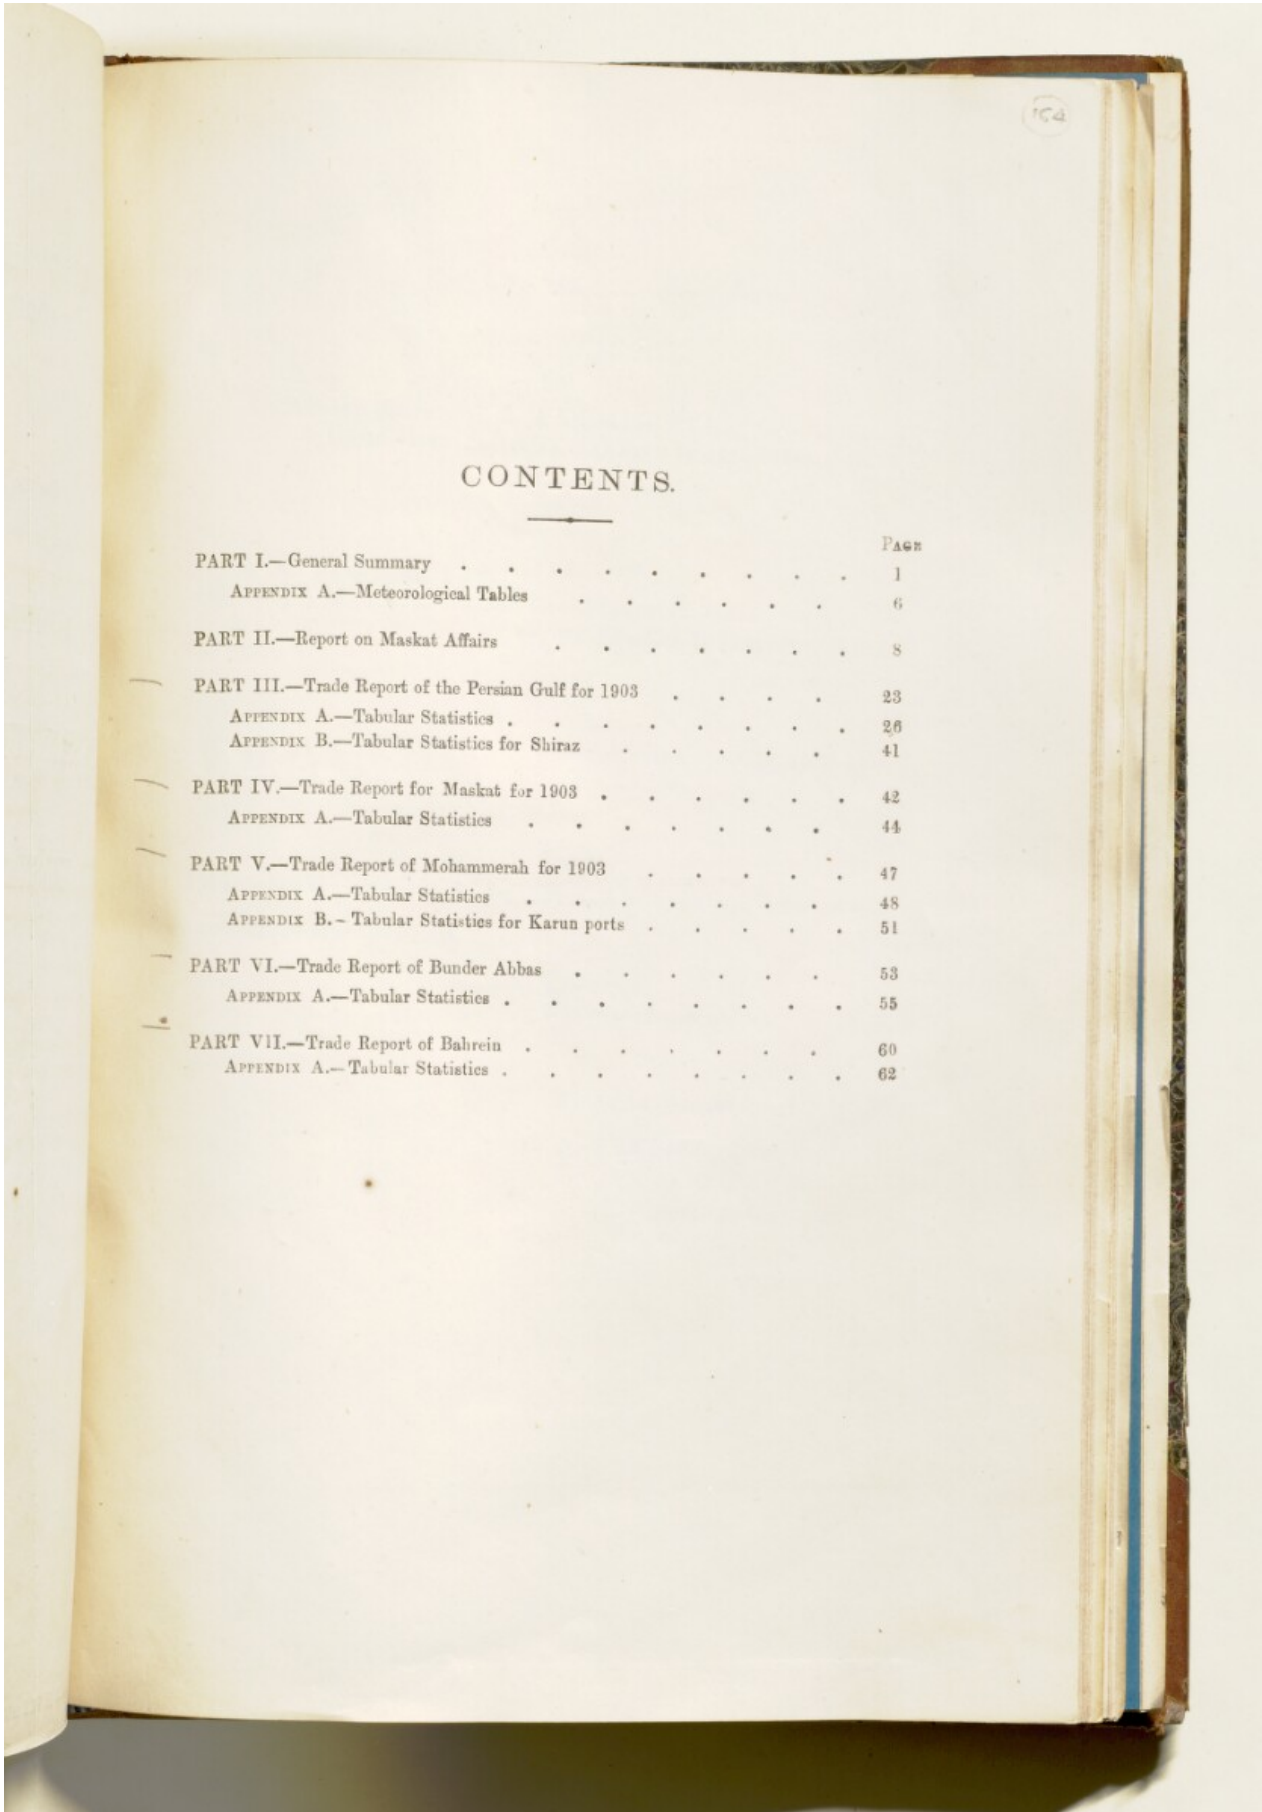 154
CONTENTS.
PAGE
PART I.—General Summary . . . . . . . . . 1
APPENDIX A.—Meteorological Tables . . . . . . 6
PART II.—Report on Maskat Affairs . . . . . . . 8
PART III.—Trade Report of the Persian Gulf for 1903 . . . . 23
APPENDIX A.—Tabular Statistics . . . . . . . . 26
APPENDIX B.—Tabular Statistics for Shiraz . . . . . 41
PART IV.—Trade Report for Maskat for 1903 . . . . . . 42
APPENDIX A.—Tabular Statistics . . . . . . . 44
PART V.—Trade Report of Mohammerah for 1903 . . . . . 47
APPENDIX A.—Tabular Statistics . . . . . . . 48
APPENDIX B.–Tabular Statistics for Karun ports . . . . . 51
PART VI.—Trade Report of Bunder Abbas . . . . . . 53
APPENDIX A.—Tabular Statistics . . . . . . . . 55
PART VII.—Trade Report of Bahrein . . . . . . . 60
APPENDIX A.—Tabular Statistics . . . . . . . . 62